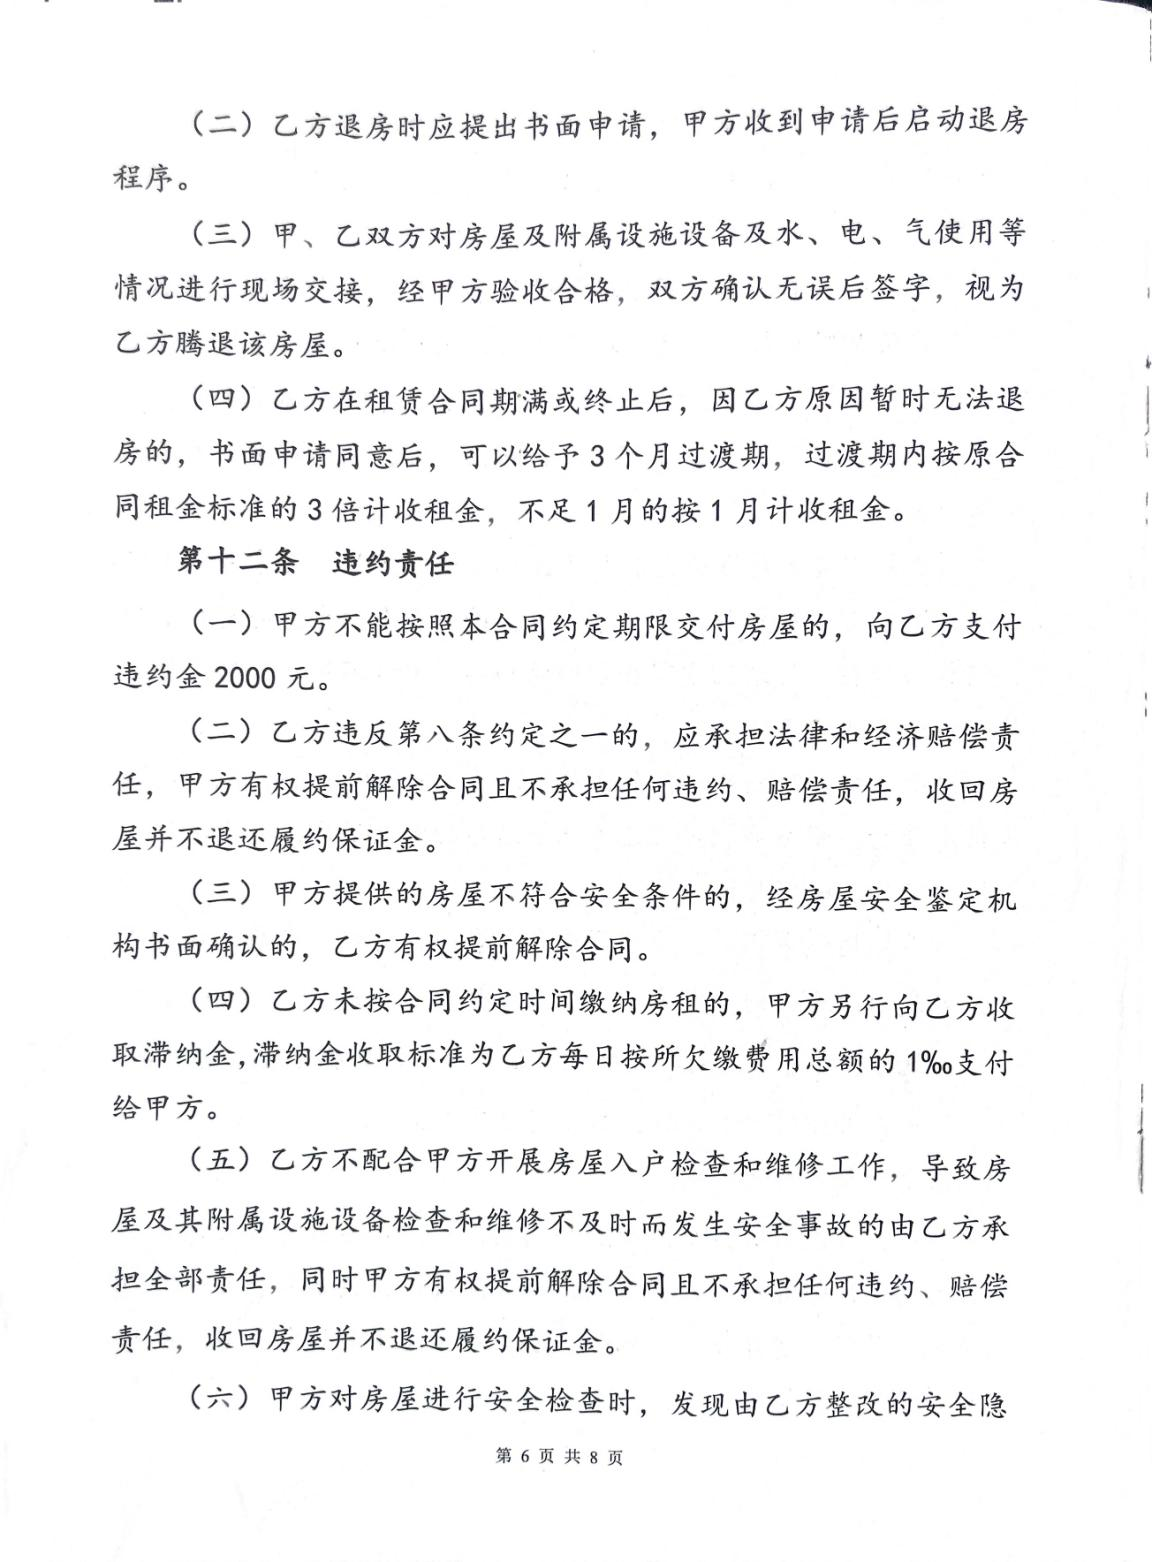 （二）乙方退房时应提出书面申请，甲方收到申请后启动退房
程序。
（三）甲、乙双方对房屋及附属设施设备及水、电、气使用等
情况进行现场交接，经甲方验收合格，双方确认无误后签字，视为
乙方腾退该房屋。
（四）乙方在租赁合同期满或终止后，因乙方原因暂时无法退
房的，书面申请同意后，可以给予3个月过渡期，过渡期内按原合
同租金标准的3倍计收租金，不足1月的按1月计收租金。
第十二条 违约责任
（一）甲方不能按照本合同约定期限交付房屋的，向乙方支付
违约金2000元。
（二）乙方违反第八条约定之一的，应承担法律和经济赔偿责
任，甲方有权提前解除合同且不承担任何违约、赔偿责任，收回房
屋并不退还履约保证金。
（三）甲方提供的房屋不符合安全条件的，经房屋安全鉴定机
构书面确认的，乙方有权提前解除合同。
（四）乙方未按合同约定时间缴纳房租的，甲方另行向乙方收
取滞纳金,滞纳金收取标准为乙方每日按所欠缴费用总额的1‰支付
给甲方。
（五）乙方不配合甲方开展房屋入户检查和维修工作，导致房
屋及其附属设施设备检查和维修不及时而发生安全事故的由乙方承
担全部责任，同时甲方有权提前解除合同且不承担任何违约、赔偿
责任，收回房屋并不退还履约保证金。
（六）甲方对房屋进行安全检查时，发现由乙方整改的安全隐
第 6 页 共 8 页